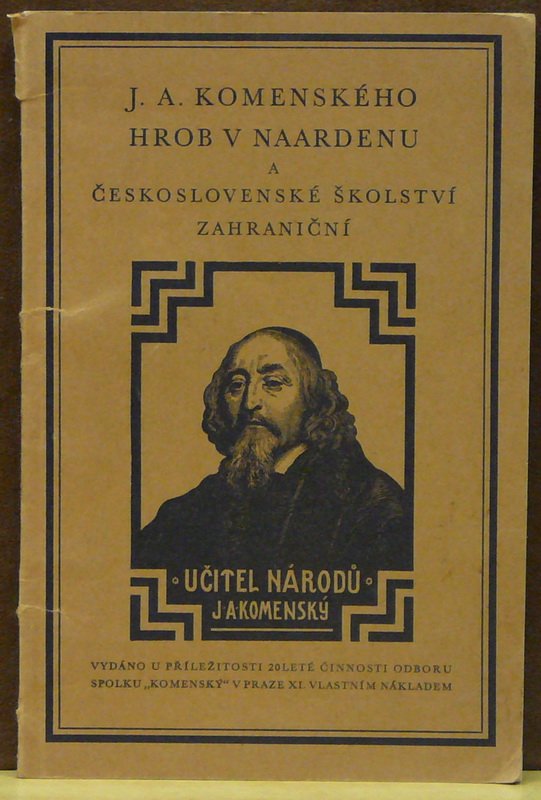 J. A. KOMENSKÉHO
HROB V NAARDENU
A
ČESKOSLOVENSKÉ ŠKOLSTVÍ
ZAHRANIČNÍ
UČITEL NÁRODŮ
J·A·KOMENSKÝ
VYDÁNO U PŘÍLEŽITOSTI 20LETÉ ČINNOSTI ODBORU
SPOLKU „KOMENSKÝ“ V PRAZE XI. VLASTNÍM NÁKLADEM